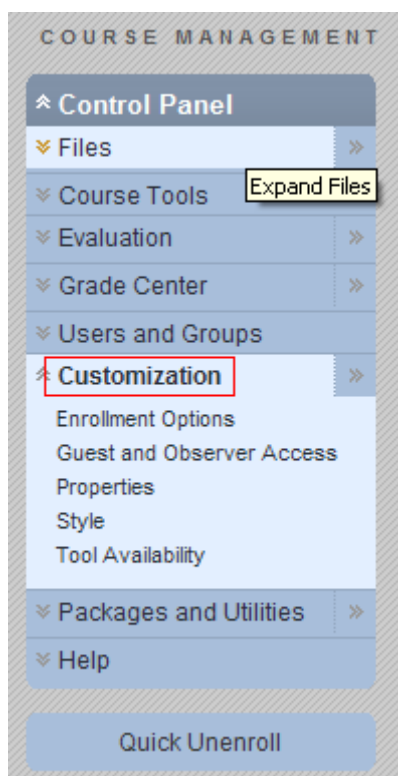 COURSE MANAGEMENT
Control Panel
Files
Expand Files
Course Tools
Evaluation
Grade Center
Users and Groups
Customization
Enrollment Options
Guest and Observer Access
Properties
Style
Tool Availability
Packages and Utilities
Help
Quick Unenroll